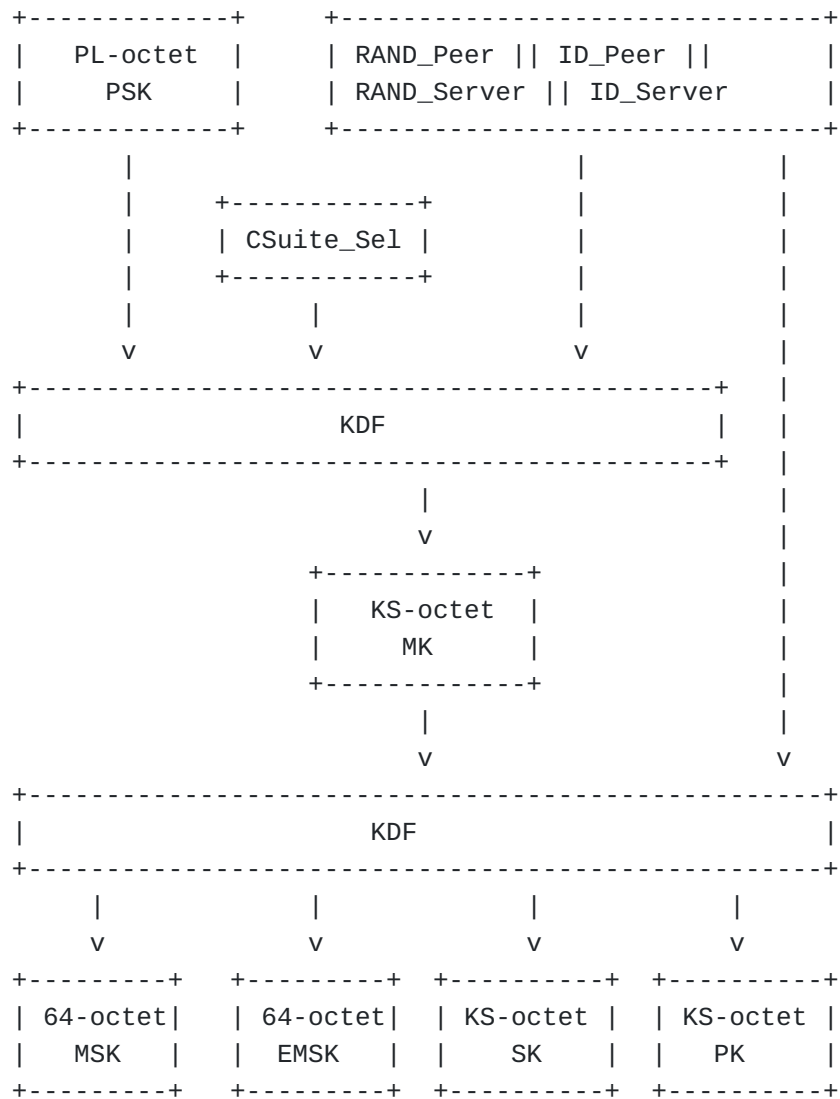 PL-octet
PSK
RAND_Peer || ID_Peer ||
RAND_Server || ID_Server
CSuite_Sel
KDF
KS-octet
MK
KDF
64-octet
MSK
64-octet
EMSK
KS-octet
SK
KS-octet
PK